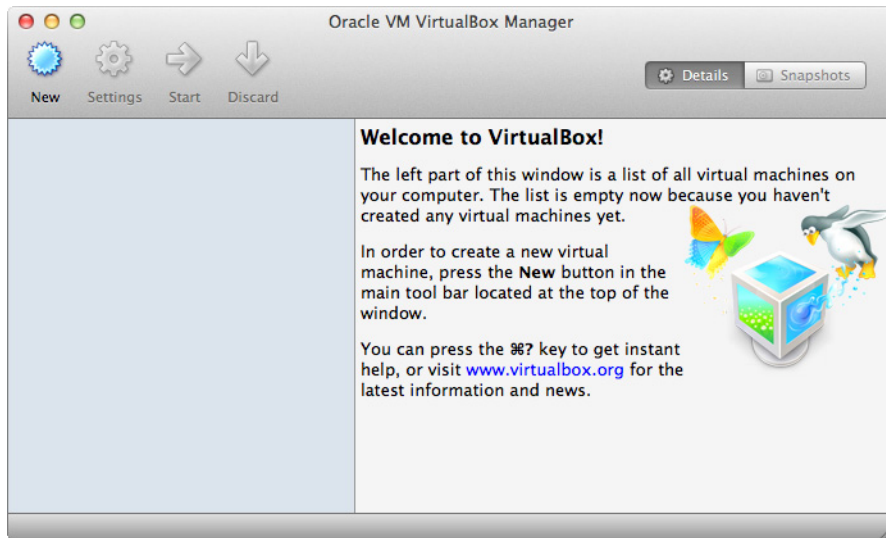 Oracle VM VirtualBox Manager
New Settings Start Discard
Details Snapshots
Welcome to VirtualBox!
The left part of this window is a list of all virtual machines on
your computer. The list is empty now because you haven't
created any virtual machines yet.
In order to create a new virtual
machine, press the New button in the
main tool bar located at the top of the
window.
You can press the ⌘? key to get instant
help, or visit www.virtualbox.org for the
latest information and news.